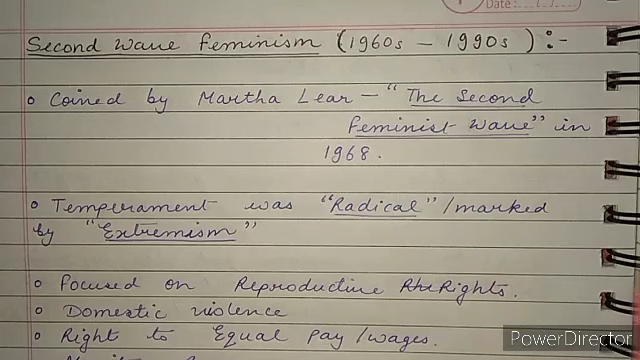 Date :
Second Wave Feminism (1960s - 1990s) :-
o Coined by Martha Lear - "The Second
Feminist Wave" in
1968.
o Temperament was "Radical"/marked
by "Extremism"
o Focused on Reproductive Rights.
o Domestic violence
o Right to Equal Pay/wages.
PowerDirector